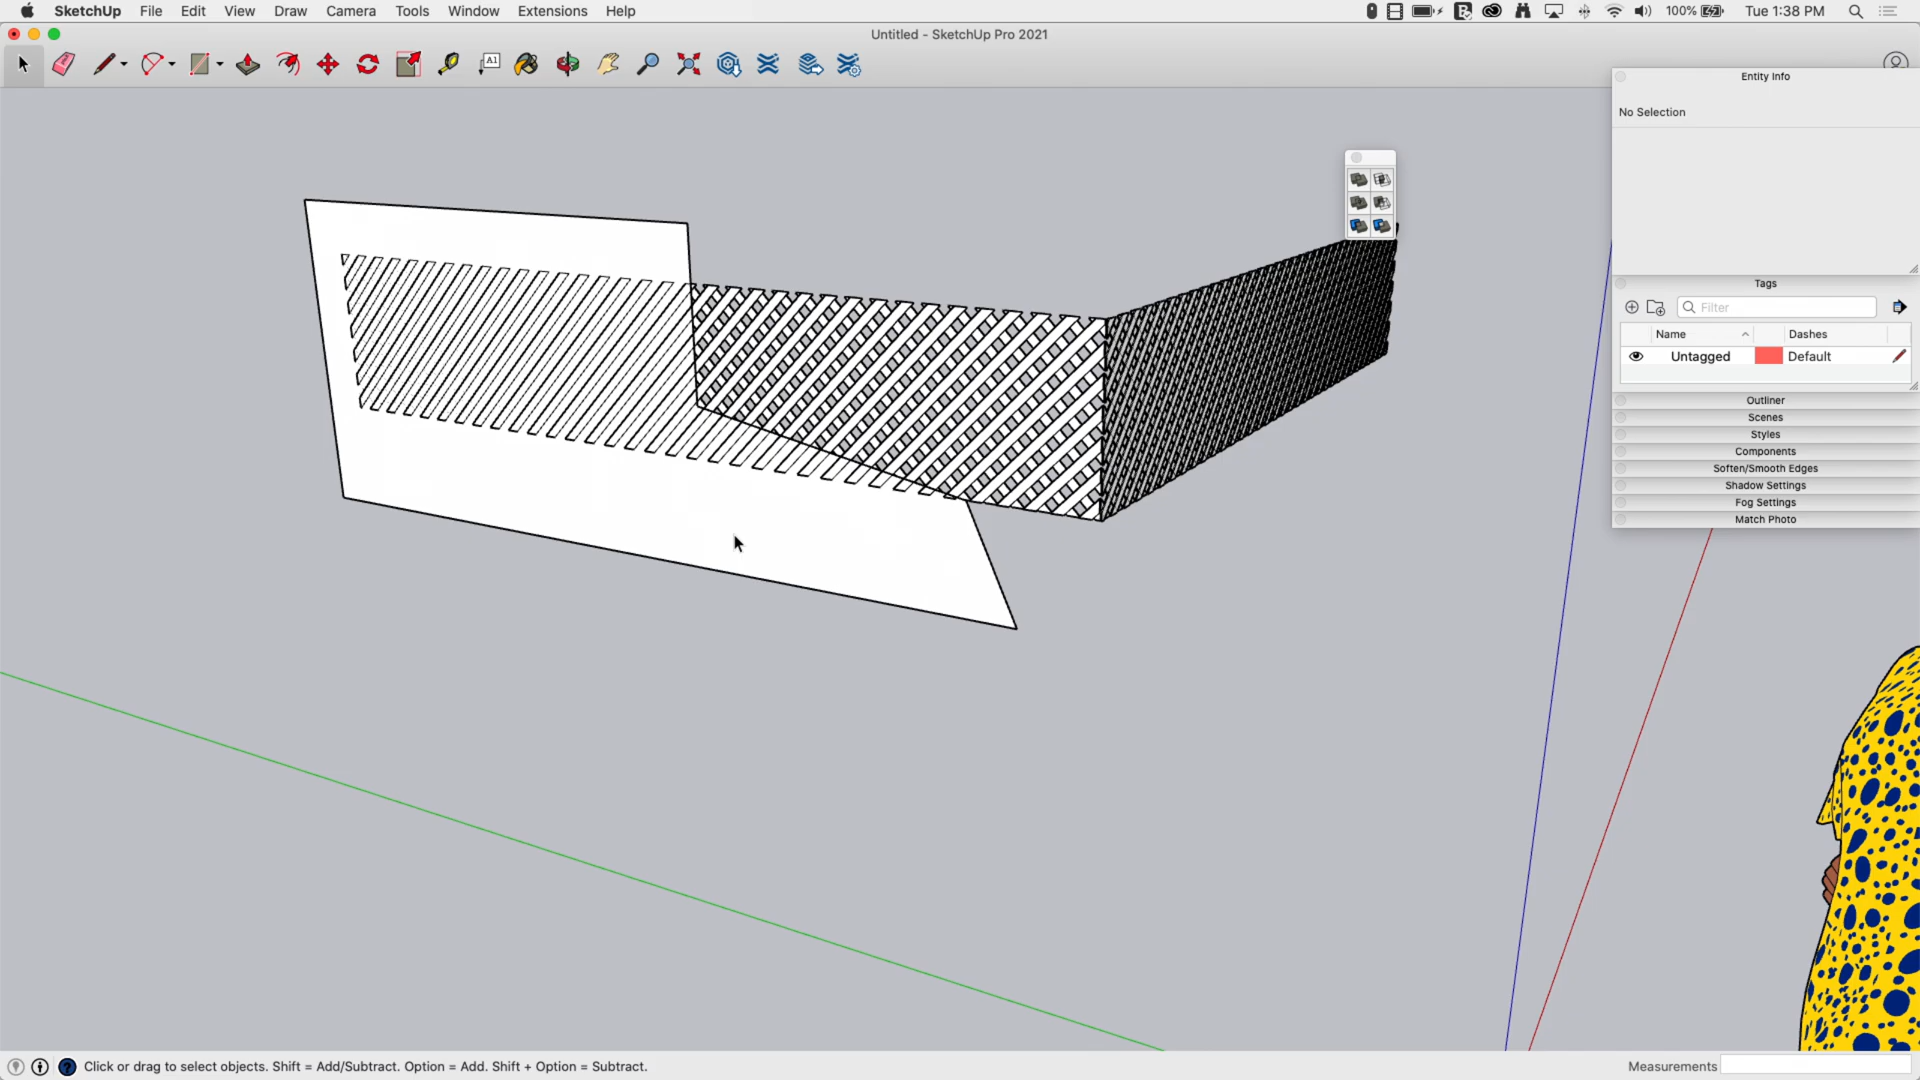 SketchUp File Edit View Draw Camera Tools Window Extensions Help 100% Tue 1:38 PM
Untitled - SketchUp Pro 2021
A1
Entity Info
No Selection
Tags
Filter
Name Dashes
Untagged Default
Outliner
Scenes
Styles
Components
Soften/Smooth Edges
Shadow Settings
Fog Settings
Match Photo
Click or drag to select objects. Shift = Add/Subtract. Option = Add. Shift + Option = Subtract. Measurements